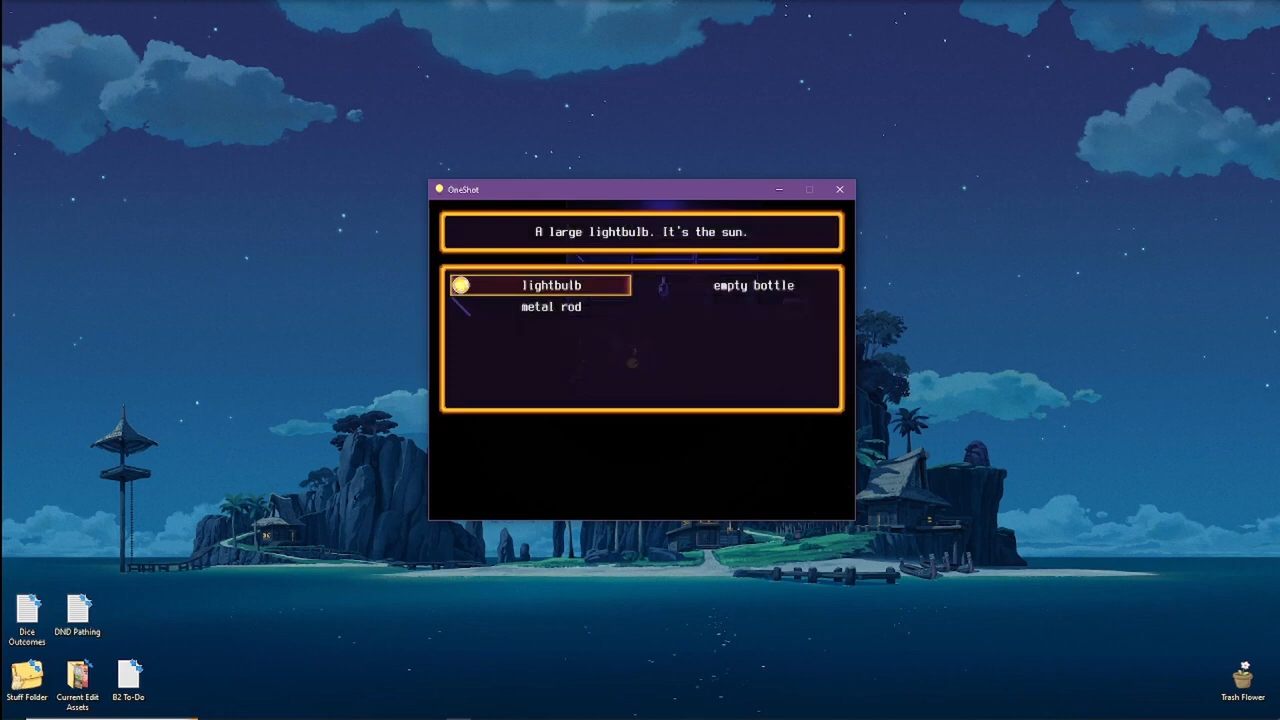 OneShot
A large lightbulb. It's the sun.
lightbulb
empty bottle
metal rod
Dice
Outcomes
DND Pathing
Stuff Folder
Current Edit
Assets
B2 To-Do
Trash Flower